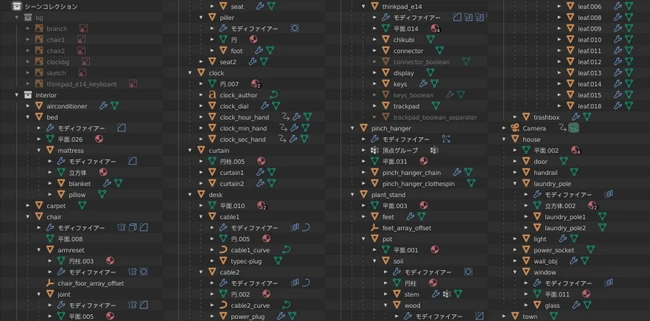 シーンコレクション
bg
branch
chair1
chair2
clockbg
sketch
thinkpad_e14_keyboard
interior
airconditioner
bed
モディファイアー
平面.026
mattress
モディファイアー
立方体
blanket
pillow
carpet
chair
モディファイアー
平面.008
armreset
円柱.003
モディファイアー
chair_foor_array_offset
joint
モディファイアー
平面.005
seat
piller
モディファイアー
円
foot
seat2
clock
円.007
clock_author
clock_dial
clock_hour_hand
clock_min_hand
clock_sec_hand
curtain
円柱.005
curtain1
curtain2
desk
平面.010
cable1
モディファイアー
円.005
cable1_curve
typec-plug
cable2
モディファイアー
円.002
cable2_curve
power_plug
thinkpad_e14
モディファイアー
平面.014
chikubi
connector
connector_boolean
display
keys
keys_boolean
trackpad
trackpad_boolean_separater
pinch_hanger
モディファイアー
頂点グループ
平面.031
pinch_hanger_chain
pinch_hanger_clothespin
plant_stand
平面.003
feet
feet_array_offset
pot
平面.001
soil
モディファイアー
stem
wood
モディファイアー
leaf.006
leaf.008
leaf.009
leaf.010
leaf.011
leaf.012
leaf.013
leaf.014
leaf.015
leaf.018
trashbox
Camera
house
平面.002
door
handrail
laundry_pole
モディファイアー
立方体.002
laundry_pole1
laundry_pole2
light
power_socket
wall_obj
window
モディファイアー
平面.011
glass
town